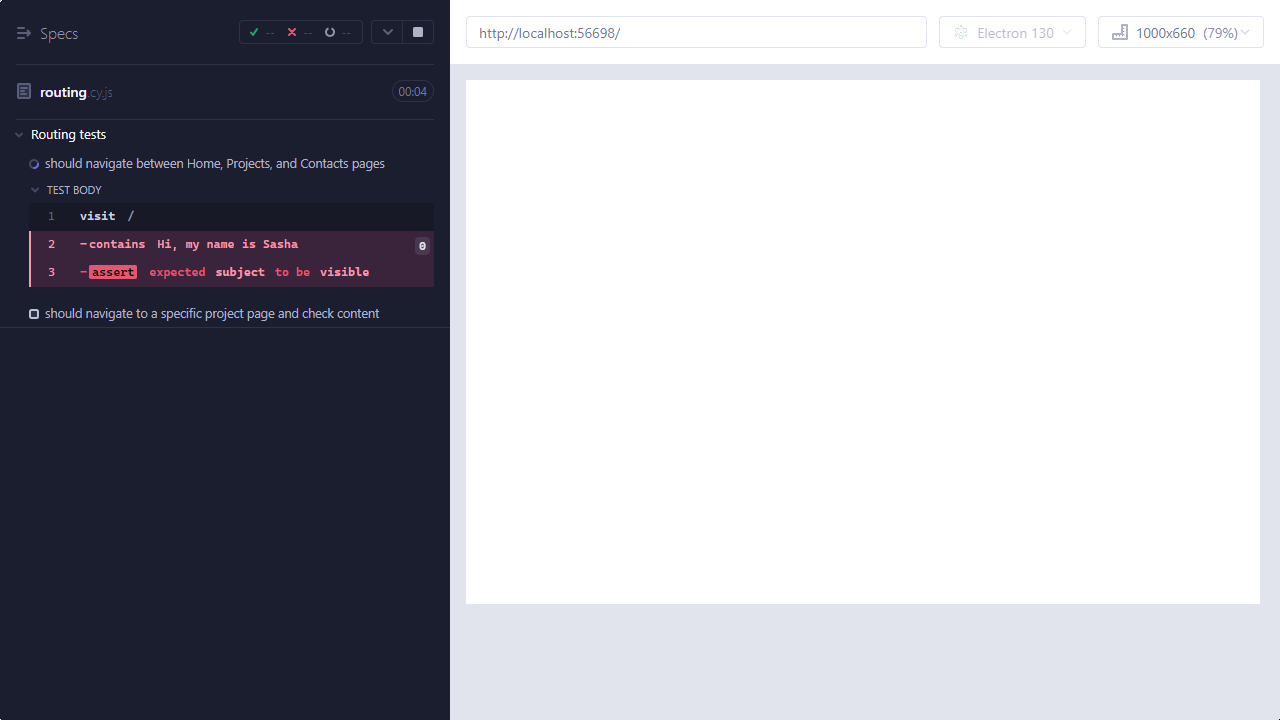 Specs
-- -- --
routing.cy.js 00:04
Routing tests
should navigate between Home, Projects, and Contacts pages
TEST BODY
1 visit /
2 -contains Hi, my name is Sasha 0
3 -assert expected subject to be visible
should navigate to a specific project page and check content
http://localhost:56698/
Electron 130
1000x660 (79%)